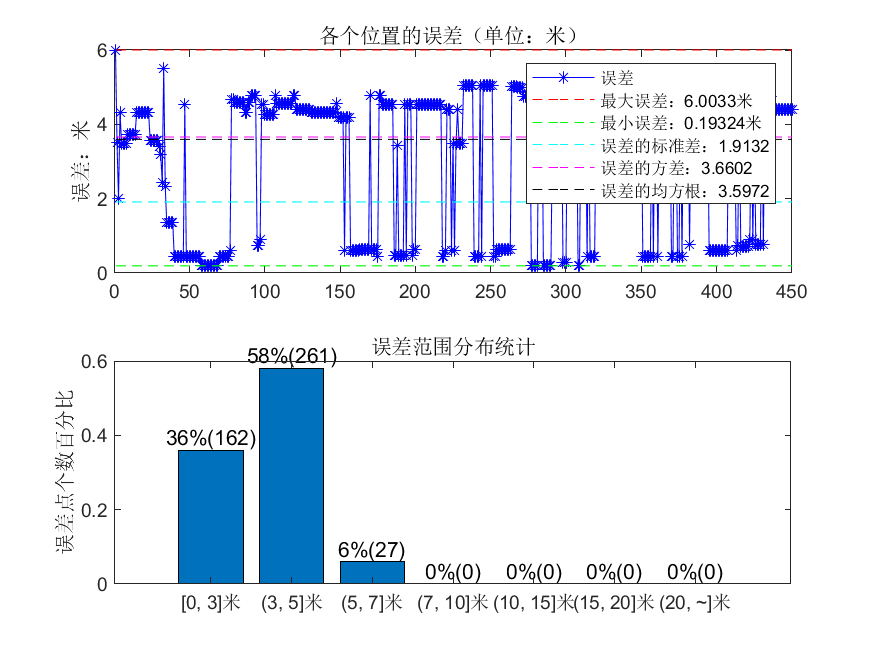 各个位置的误差（单位：米）
误差：米
6
4
2
0
0 50 100 150 200 250 300 350 400 450
误差
最大误差：6.0033米
最小误差：0.19324米
误差的标准差：1.9132
误差的方差：3.6602
误差的均方根：3.5972
误差范围分布统计
误差点个数百分比
0.6
0.4
0.2
0
36%(162)
58%(261)
6%(27)
0%(0)
0%(0)
0%(0)
0%(0)
[0, 3]米 (3, 5]米 (5, 7]米 (7, 10]米 (10, 15]米 (15, 20]米 (20, ~]米